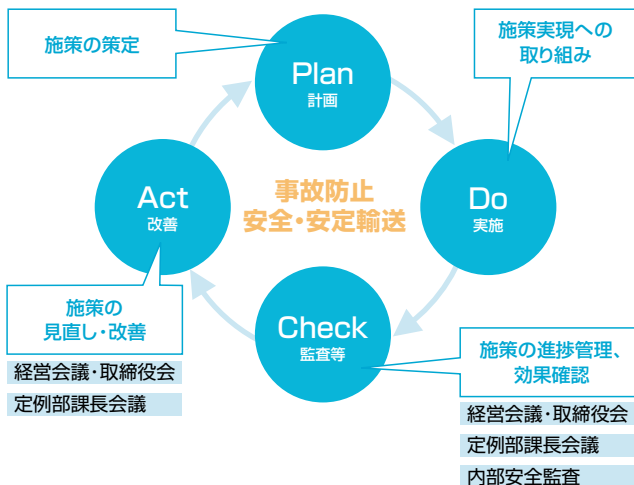 施策の策定
Plan
計画
施策実現への
取り組み
Act
改善
事故防止
安全・安定輸送
Do
実施
施策の
見直し・改善
経営会議・取締役会
定例部課長会議
Check
監査等
施策の進捗管理、
効果確認
経営会議・取締役会
定例部課長会議
内部安全監査